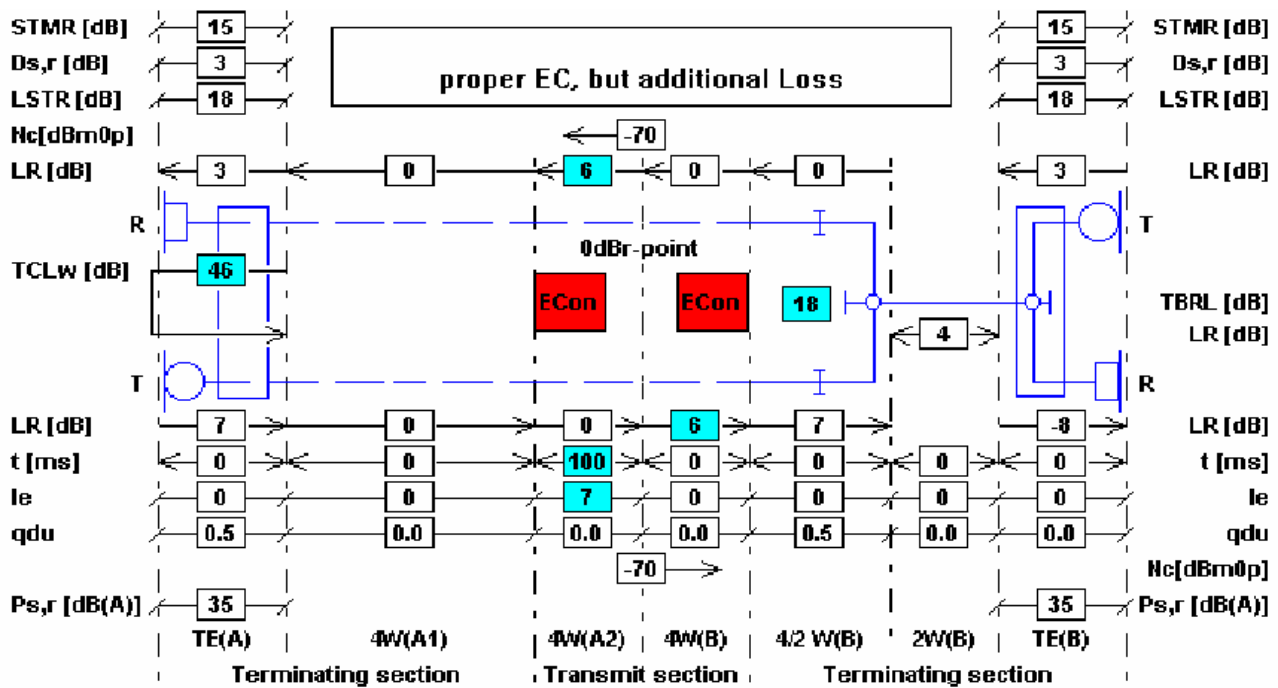 STMR [dB] 15 15 STMR [dB]
Ds,r [dB] 3 3 Ds,r [dB]
LSTR [dB] 18 proper EC, but additional Loss 18 LSTR [dB]
Nc[dBm0p] -70
LR [dB] 3 0 6 0 0 3 LR [dB]
R T
0dBr-point
TCLw [dB] 46
ECon ECon 18 TBRL [dB]
4 LR [dB]
T R
LR [dB] 7 0 0 6 7 -8 LR [dB]
t [ms] 0 0 100 0 0 0 0 t [ms]
Ie 0 0 7 0 0 0 0 Ie
qdu 0.5 0.0 0.0 0.0 0.5 0.0 0.0 qdu
-70 Nc[dBm0p]
Ps,r [dB(A)] 35 35 Ps,r [dB(A)]
TE(A) 4W(A1) 4W(A2) 4W(B) 4/2 W(B) 2W(B) TE(B)
Terminating section Transmit section Terminating section